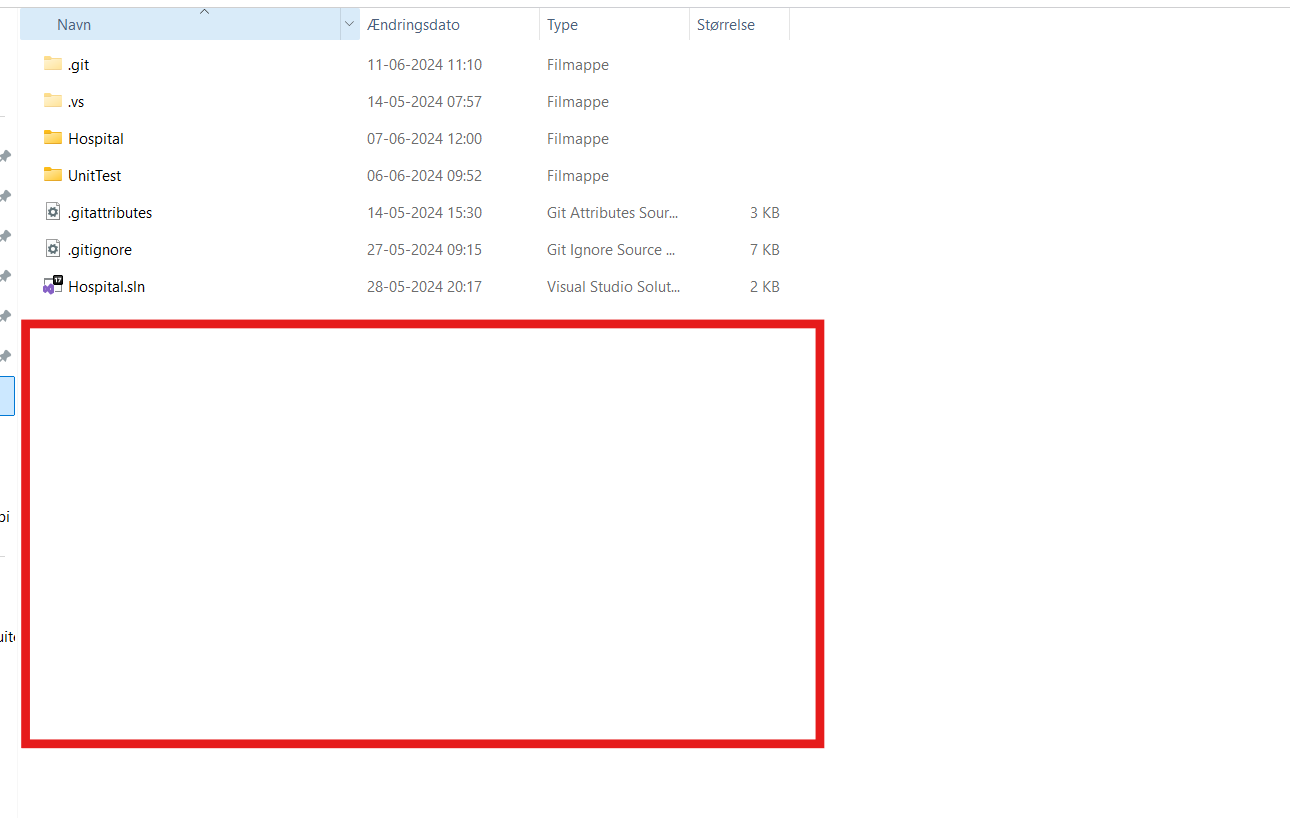 Navn Ændringsdato Type Størrelse
.git 11-06-2024 11:10 Filmappe
.vs 14-05-2024 07:57 Filmappe
Hospital 07-06-2024 12:00 Filmappe
UnitTest 06-06-2024 09:52 Filmappe
.gitattributes 14-05-2024 15:30 Git Attributes Sour... 3 KB
.gitignore 27-05-2024 09:15 Git Ignore Source ... 7 KB
Hospital.sln 28-05-2024 20:17 Visual Studio Solut... 2 KB